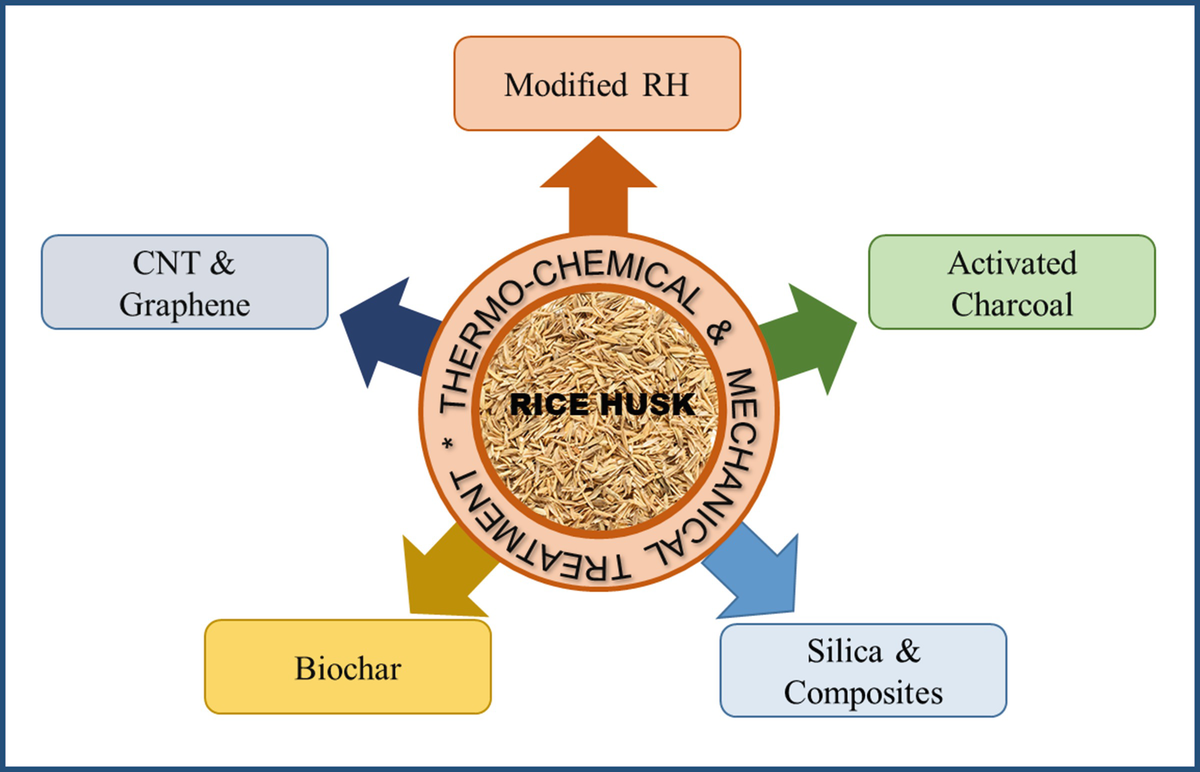 Modified RH
CNT &
Graphene
Activated
Charcoal
THERMO-CHEMICAL & MECHANICAL TREATMENT *
RICE HUSK
Biochar
Silica &
Composites